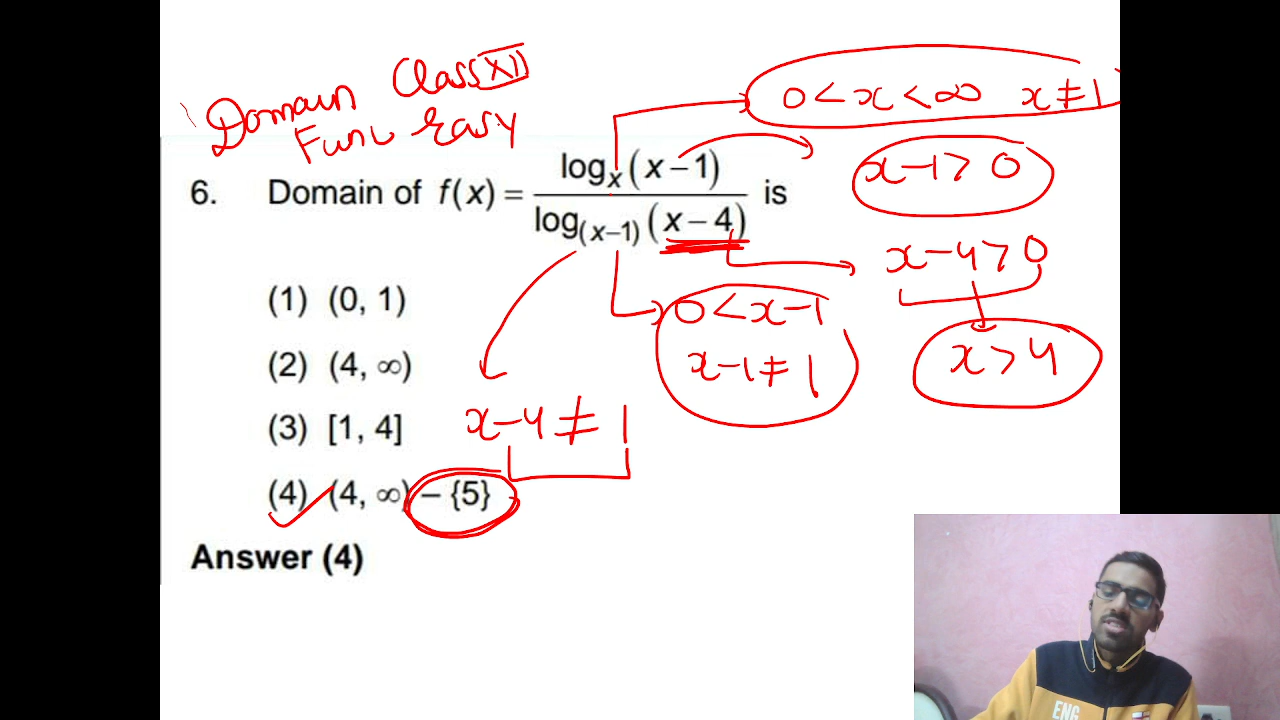 Domain Class XI
Func Easy
0 < x < ∞ x ≠ 1
x - 1 > 0
6. Domain of f(x) = log_x (x – 1) / log_(x–1) (x – 4) is
x - 4 > 0
0 < x - 1
x - 1 ≠ 1
x > 4
(1) (0, 1)
(2) (4, ∞)
(3) [1, 4]
x - 4 ≠ 1
(4) (4, ∞) – {5}
Answer (4)
ENG